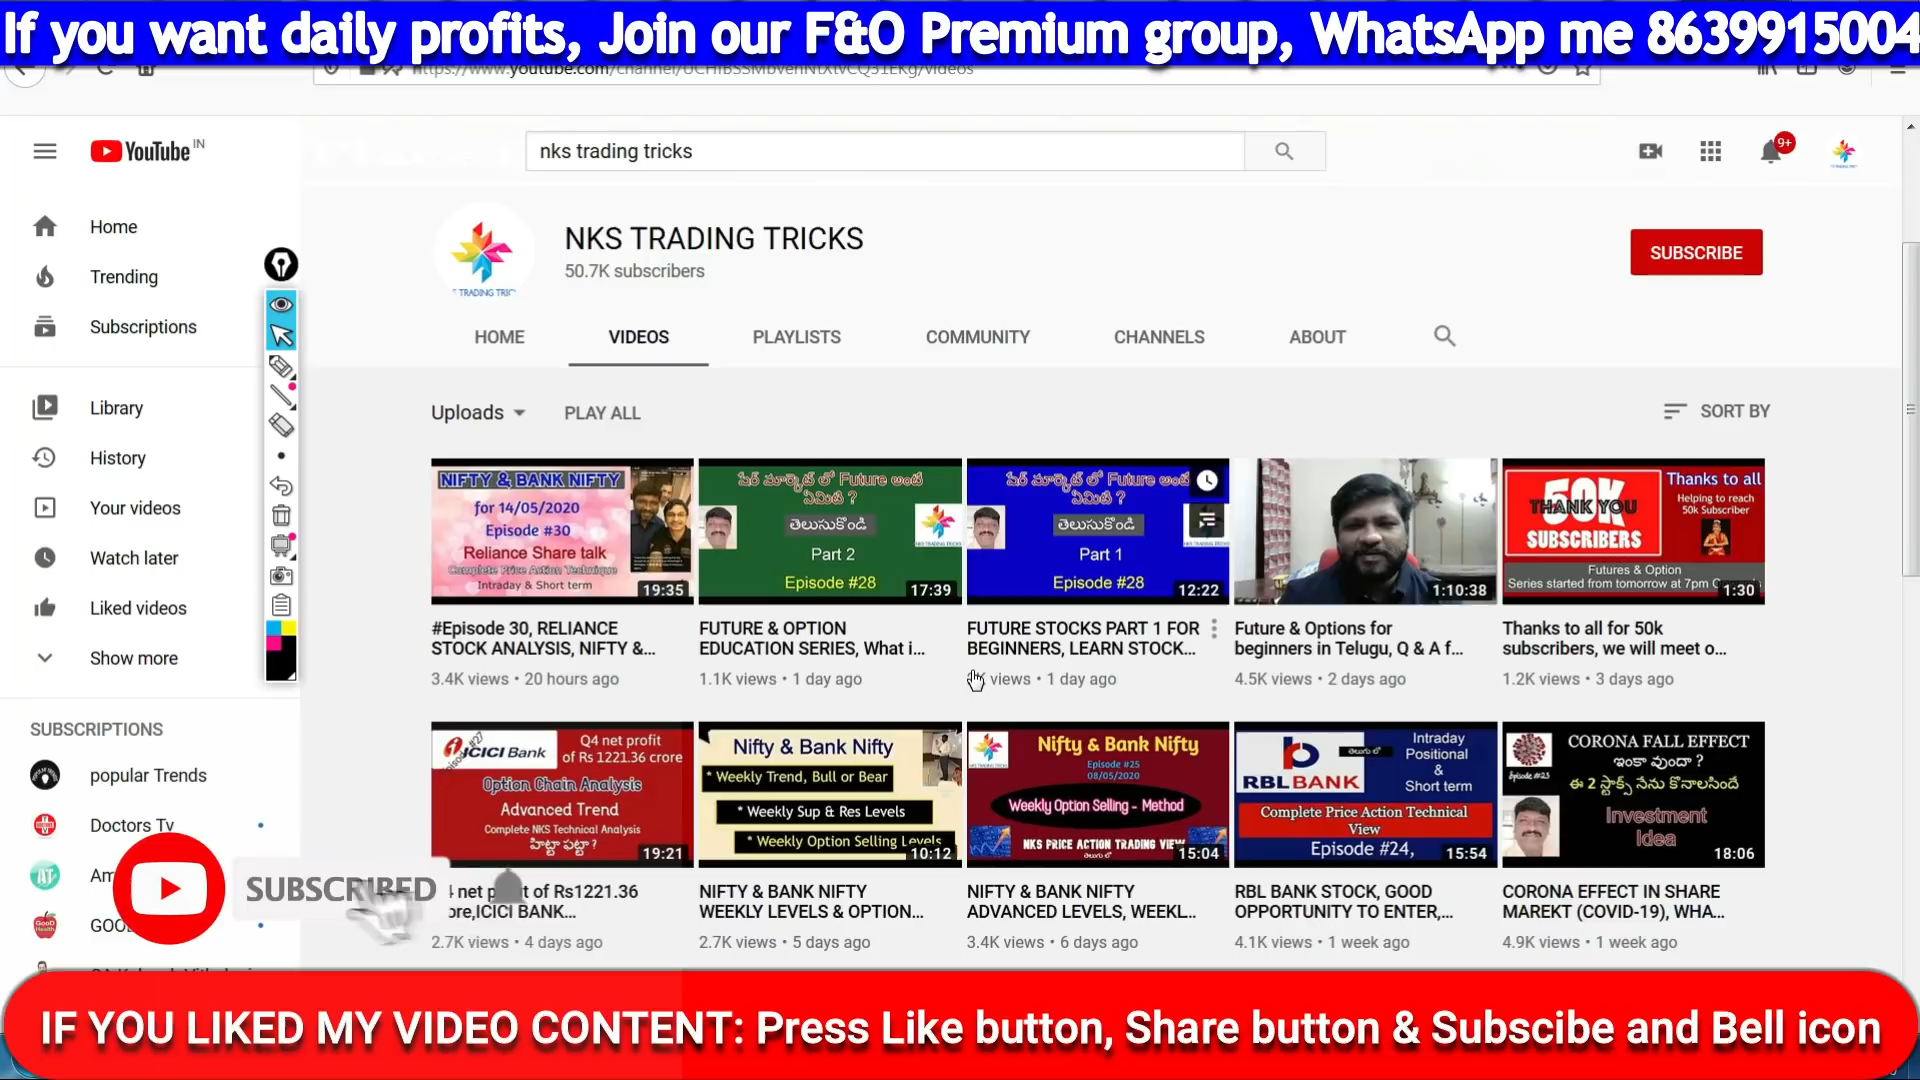 If you want daily profits, Join our F&O Premium group, WhatsApp me 8639915004
YouTube IN
nks trading tricks
9+
Home
Trending
Subscriptions
Library
History
Your videos
Watch later
Liked videos
Show more
SUBSCRIPTIONS
popular Trends
Doctors Tv
NKS TRADING TRICKS
50.7K subscribers
SUBSCRIBE
HOME VIDEOS PLAYLISTS COMMUNITY CHANNELS ABOUT
Uploads PLAY ALL SORT BY
NIFTY & BANK NIFTY
for 14/05/2020
Episode #30
Reliance Share talk
Complete Price Action Technique
Intraday & Short term
19:35
#Episode 30, RELIANCE
STOCK ANALYSIS, NIFTY &...
3.4K views • 20 hours ago
షేర్ మార్కెట్ లో Future అంటే
ఏమిటి ?
తెలుసుకోండి
Part 2
Episode #28
17:39
FUTURE & OPTION
EDUCATION SERIES, What i...
1.1K views • 1 day ago
షేర్ మార్కెట్ లో Future అంటే
ఏమిటి ?
తెలుసుకోండి
Part 1
Episode #28
12:22
FUTURE STOCKS PART 1 FOR
BEGINNERS, LEARN STOCK...
views • 1 day ago
1:10:38
Future & Options for
beginners in Telugu, Q & A f...
4.5K views • 2 days ago
50K
THANK YOU
SUBSCRIBERS
Thanks to all
Helping to reach
50k Subscriber
Futures & Option
Series started from tomorrow at 7pm
1:30
Thanks to all for 50k
subscribers, we will meet o...
1.2K views • 3 days ago
ICICI Bank
Q4 net profit
of Rs 1221.36 crore
Option Chain Analysis
Advanced Trend
Complete NKS Technical Analysis
హిట్టా ఫట్టా ?
19:21
net of Rs1221.36
ore,ICICI BANK...
2.7K views • 4 days ago
Nifty & Bank Nifty
* Weekly Trend, Bull or Bear
* Weekly Sup & Res Levels
* Weekly Option Selling Levels
10:12
NIFTY & BANK NIFTY
WEEKLY LEVELS & OPTION...
2.7K views • 5 days ago
Nifty & Bank Nifty
Episode #25
08/05/2020
Weekly Option Selling - Method
NKS PRICE ACTION TRADING VIEW
తెలుగు లో
15:04
NIFTY & BANK NIFTY
ADVANCED LEVELS, WEEKL...
3.4K views • 6 days ago
RBL BANK
తెలుగు లో
Intraday
Positional
&
Short term
Complete Price Action Technical
View
Episode #24,
15:54
RBL BANK STOCK, GOOD
OPPORTUNITY TO ENTER,...
4.1K views • 1 week ago
CORONA FALL EFFECT
ఇంకా వుందా ?
ఈ 2 స్టాక్స్ నేను కొనాలసిందే
Episode #23
Investment
Idea
18:06
CORONA EFFECT IN SHARE
MAREKT (COVID-19), WHA...
4.9K views • 1 week ago
SUBSCRIBED
IF YOU LIKED MY VIDEO CONTENT: Press Like button, Share button & Subscibe and Bell icon